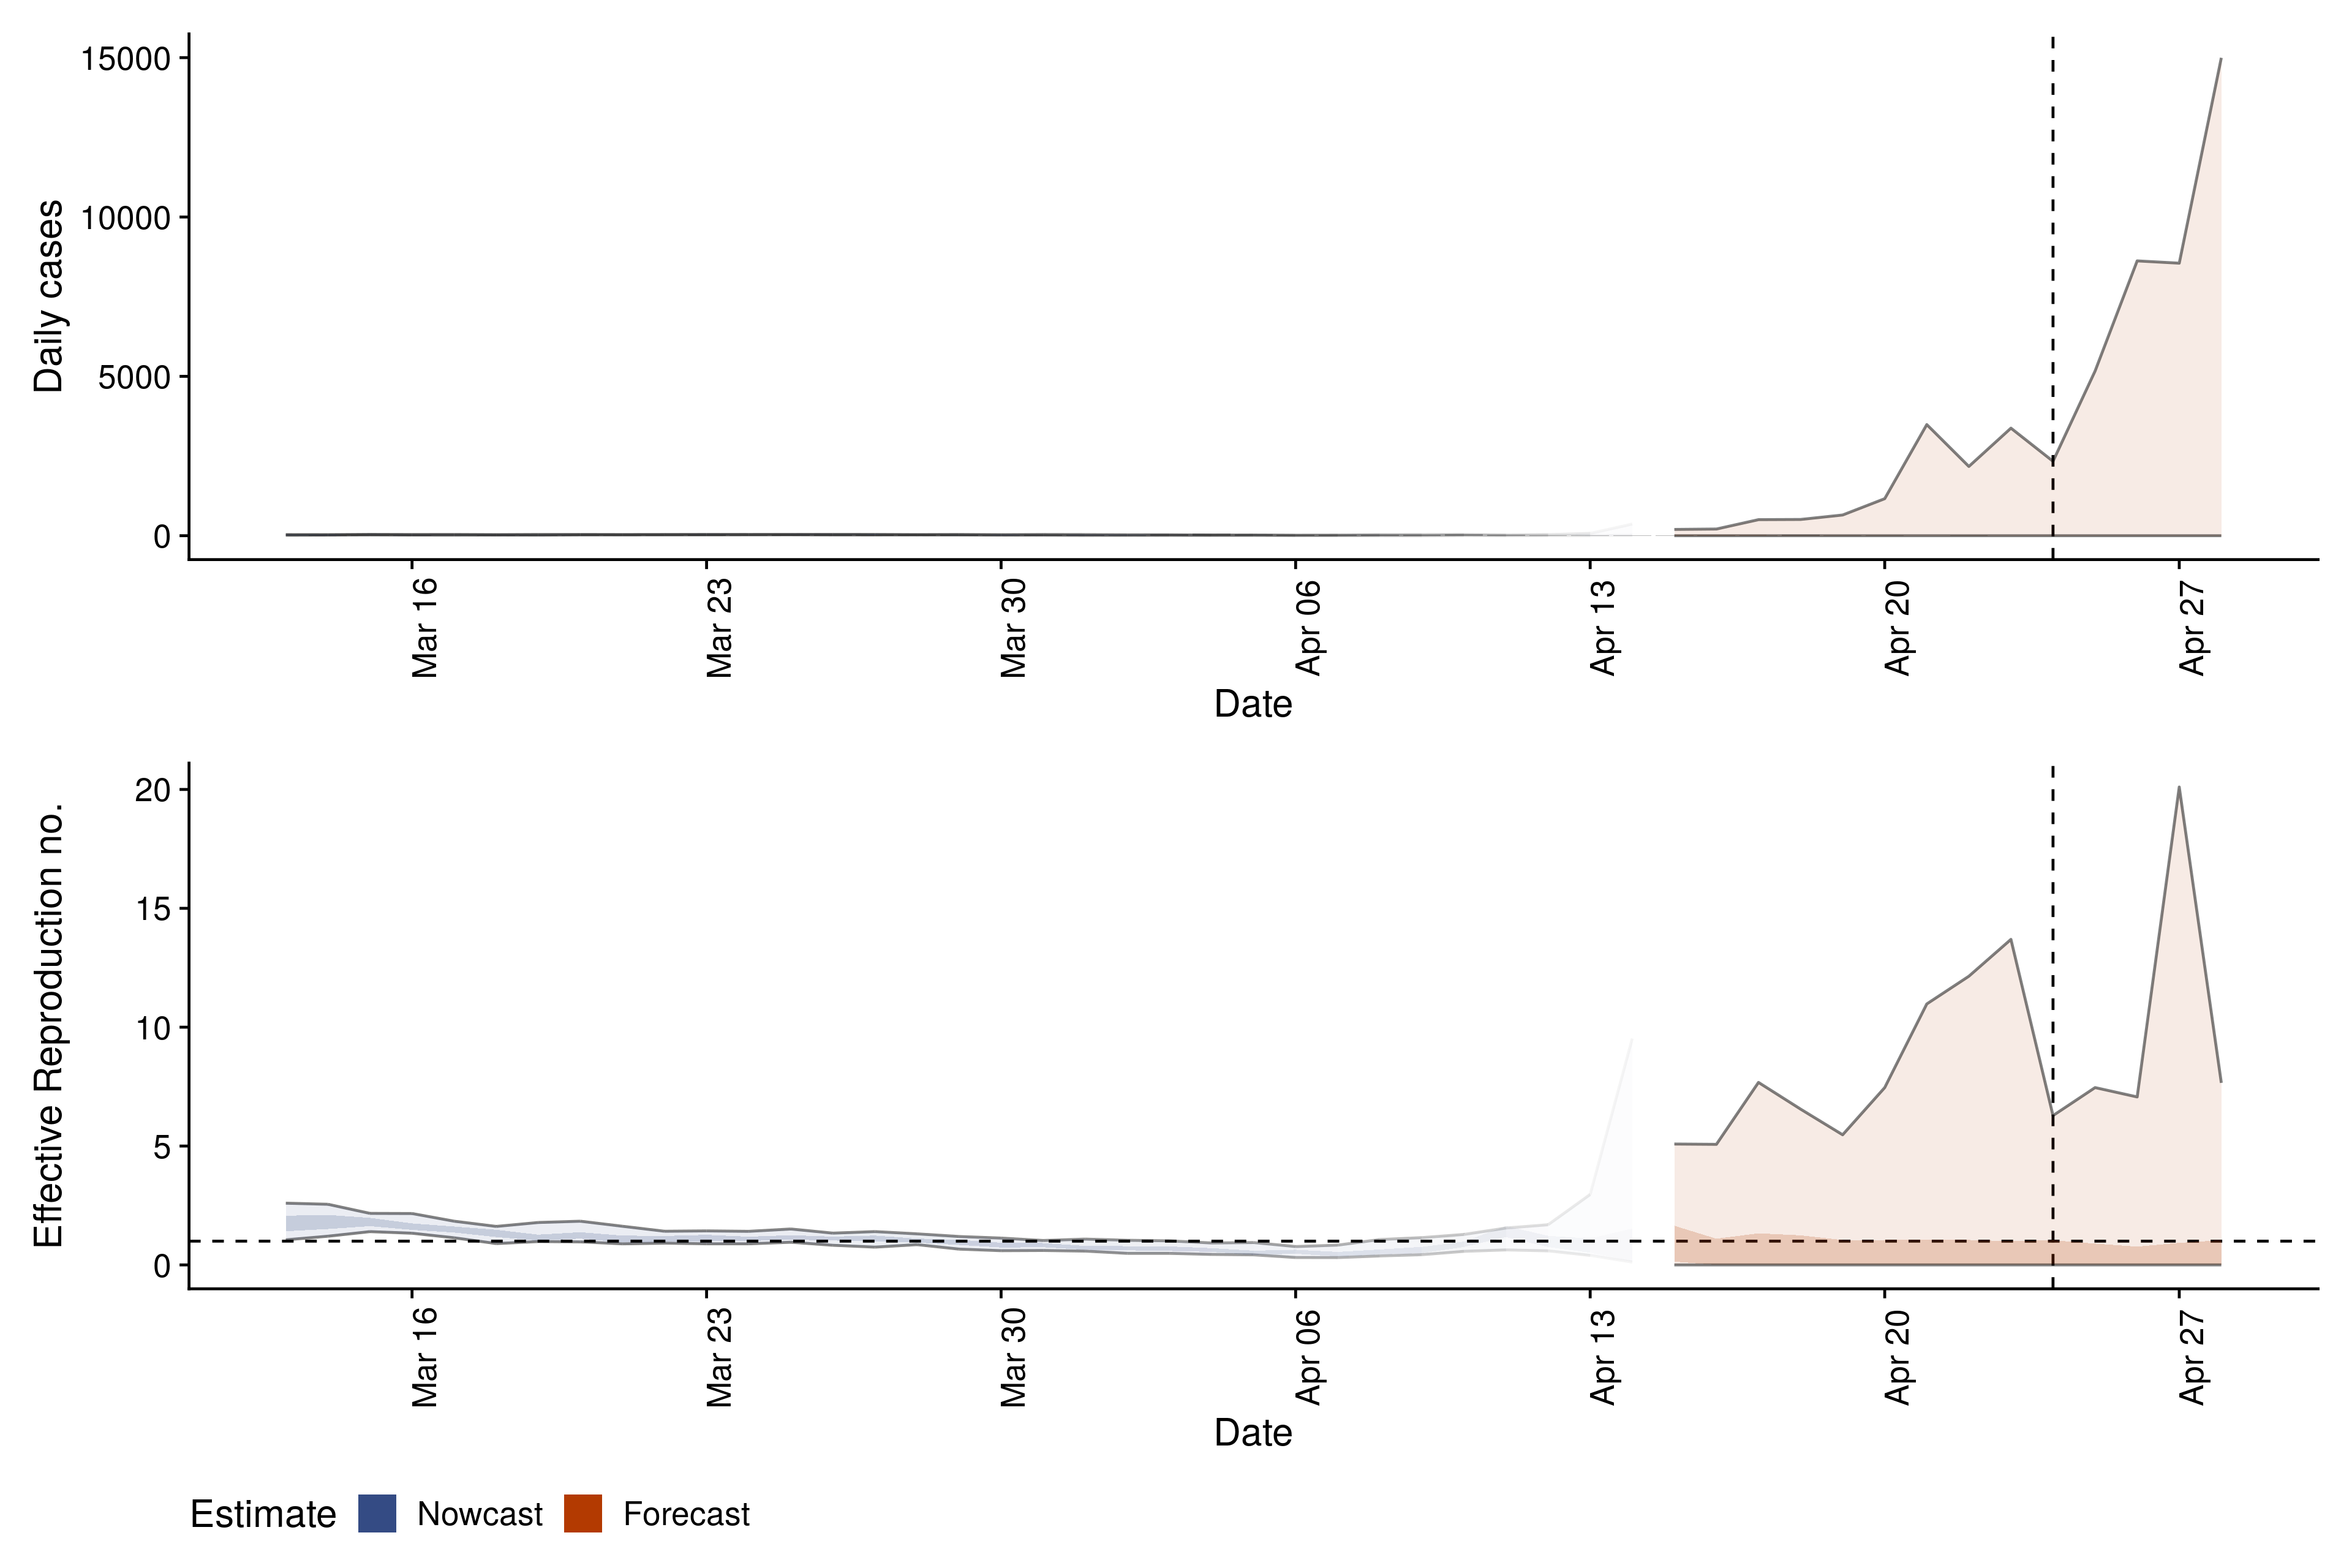 Daily cases
15000
10000
5000
0
Mar 16
Mar 23
Mar 30
Apr 06
Apr 13
Apr 20
Apr 27
Date
Effective Reproduction no.
20
15
10
5
0
Mar 16
Mar 23
Mar 30
Apr 06
Apr 13
Apr 20
Apr 27
Date
Estimate Nowcast Forecast